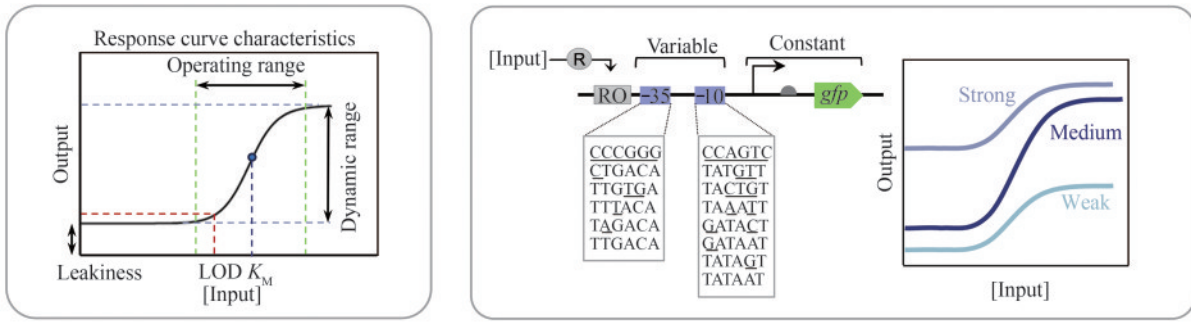 Response curve characteristics
Operating range
Output
Dynamic range
Leakiness
LOD K_M
[Input]
Variable
Constant
[Input]
R
RO
-35
-10
gfp
CCCGGG
CTGACA
TTGTGA
TTTACA
TAGACA
TTGACA
CCAGTC
TATGTT
TACTGT
TAAATT
GATACT
GATAAT
TATAGT
TATAAT
Output
Strong
Medium
Weak
[Input]